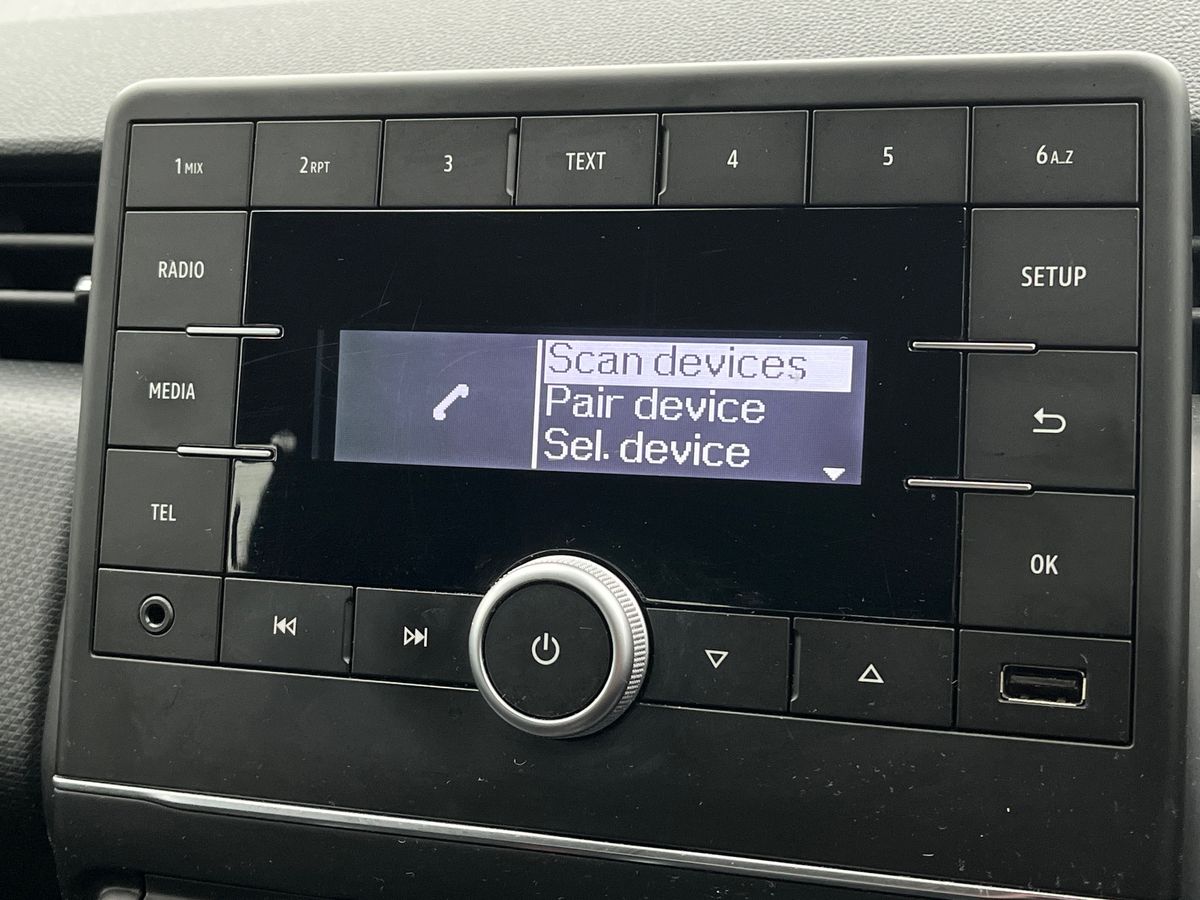 1MIX
2RPT
3
TEXT
4
5
6A_Z
RADIO
SETUP
MEDIA
TEL
OK
Scan devices
Pair device
Sel. device